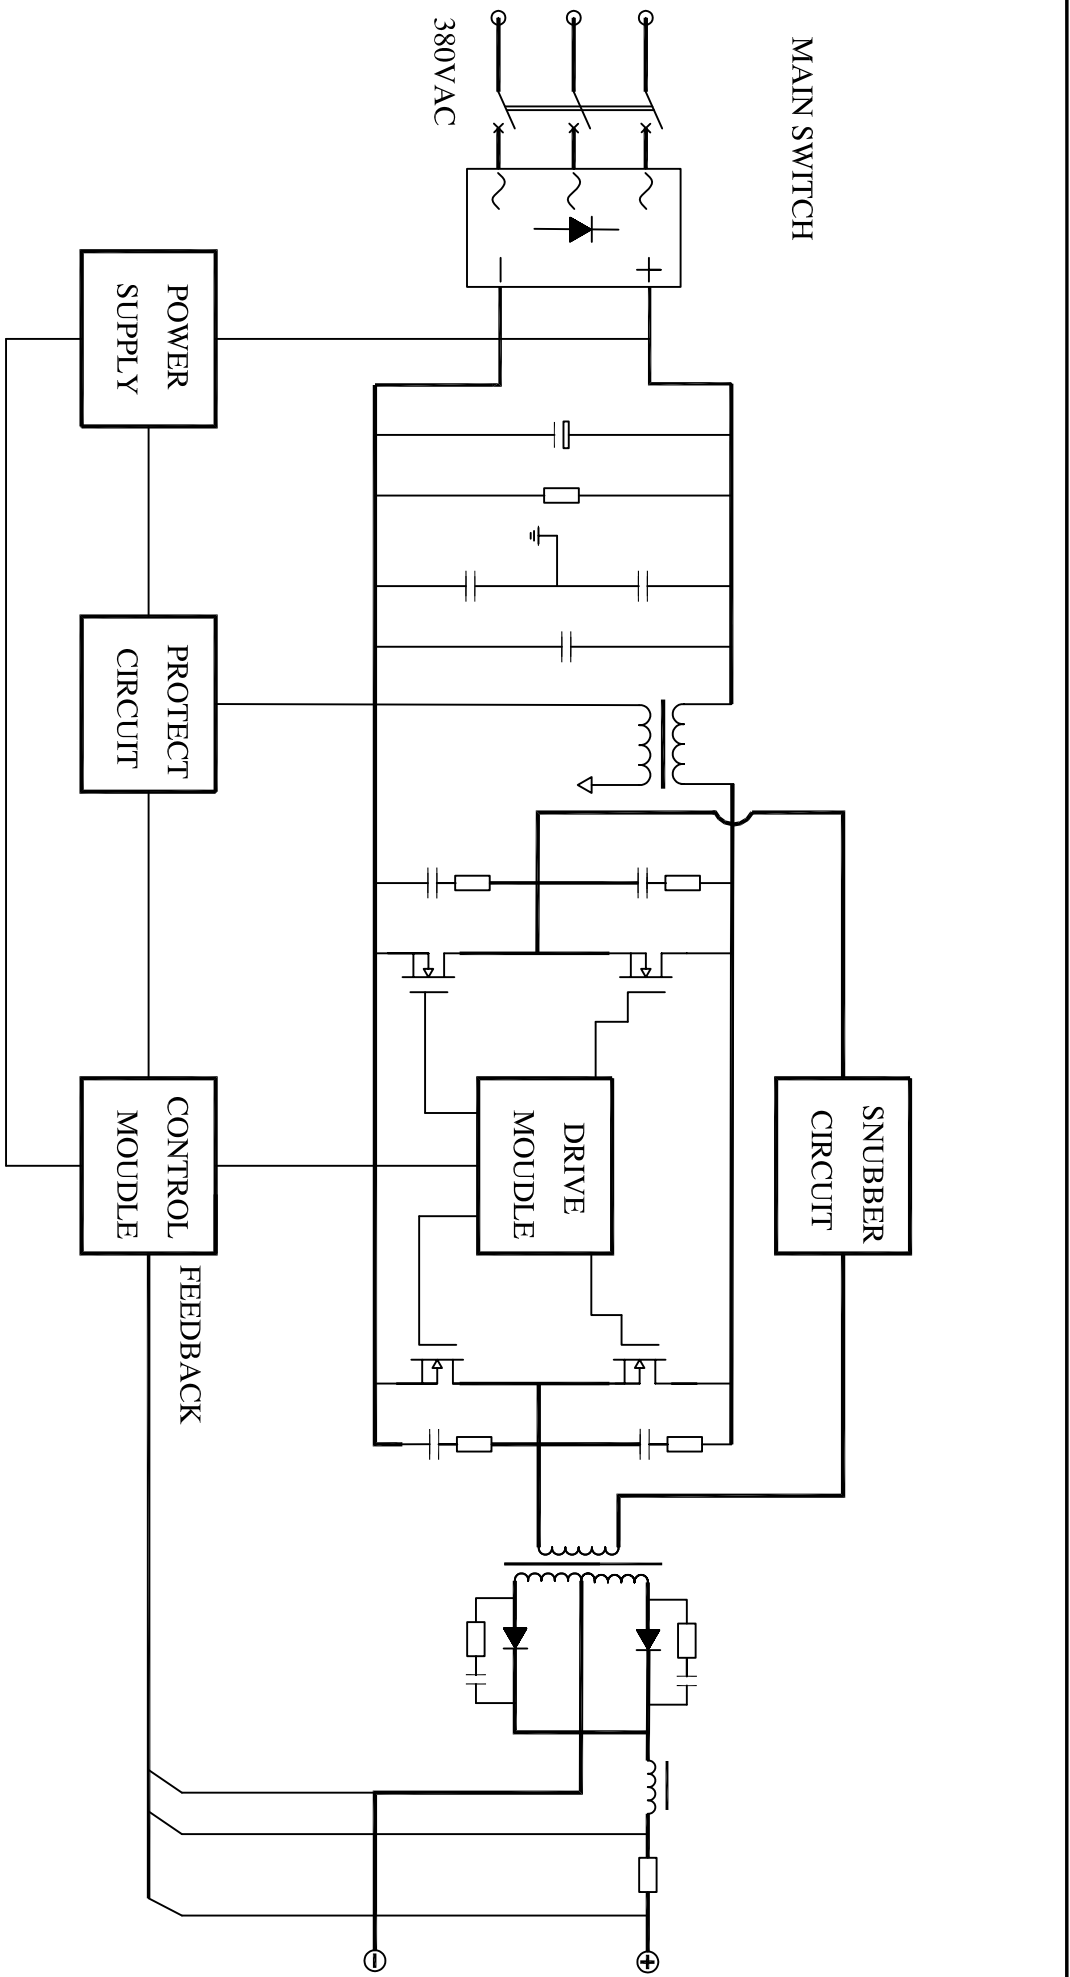 MAIN SWITCH
380VAC
POWER
SUPPLY
PROTECT
CIRCUIT
SNUBBER
CIRCUIT
DRIVE
MOUDLE
CONTROL
MOUDLE
FEEDBACK